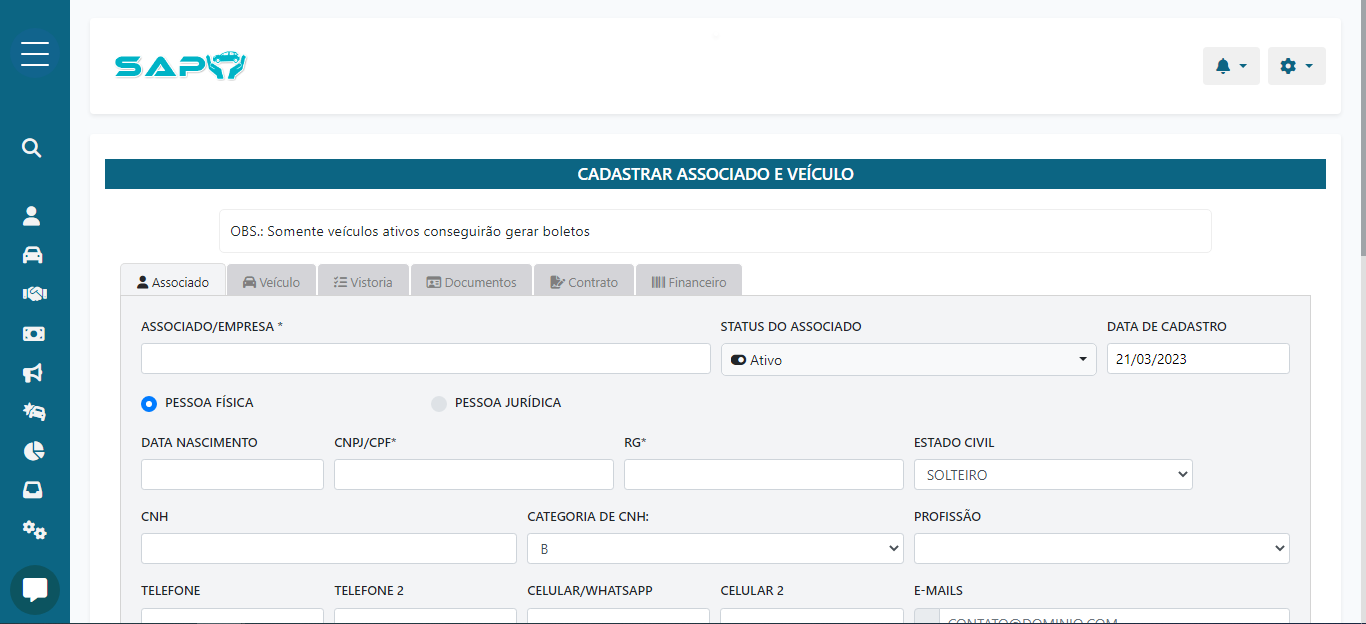 SAPV
CADASTRAR ASSOCIADO E VEÍCULO
OBS.: Somente veículos ativos conseguirão gerar boletos
Associado Veículo Vistoria Documentos Contrato Financeiro
ASSOCIADO/EMPRESA * STATUS DO ASSOCIADO DATA DE CADASTRO
Ativo 21/03/2023
PESSOA FÍSICA PESSOA JURÍDICA
DATA NASCIMENTO CNPJ/CPF* RG* ESTADO CIVIL
SOLTEIRO
CNH CATEGORIA DE CNH: PROFISSÃO
B
TELEFONE TELEFONE 2 CELULAR/WHATSAPP CELULAR 2 E-MAILS
CONTATO@DOMINIO.COM